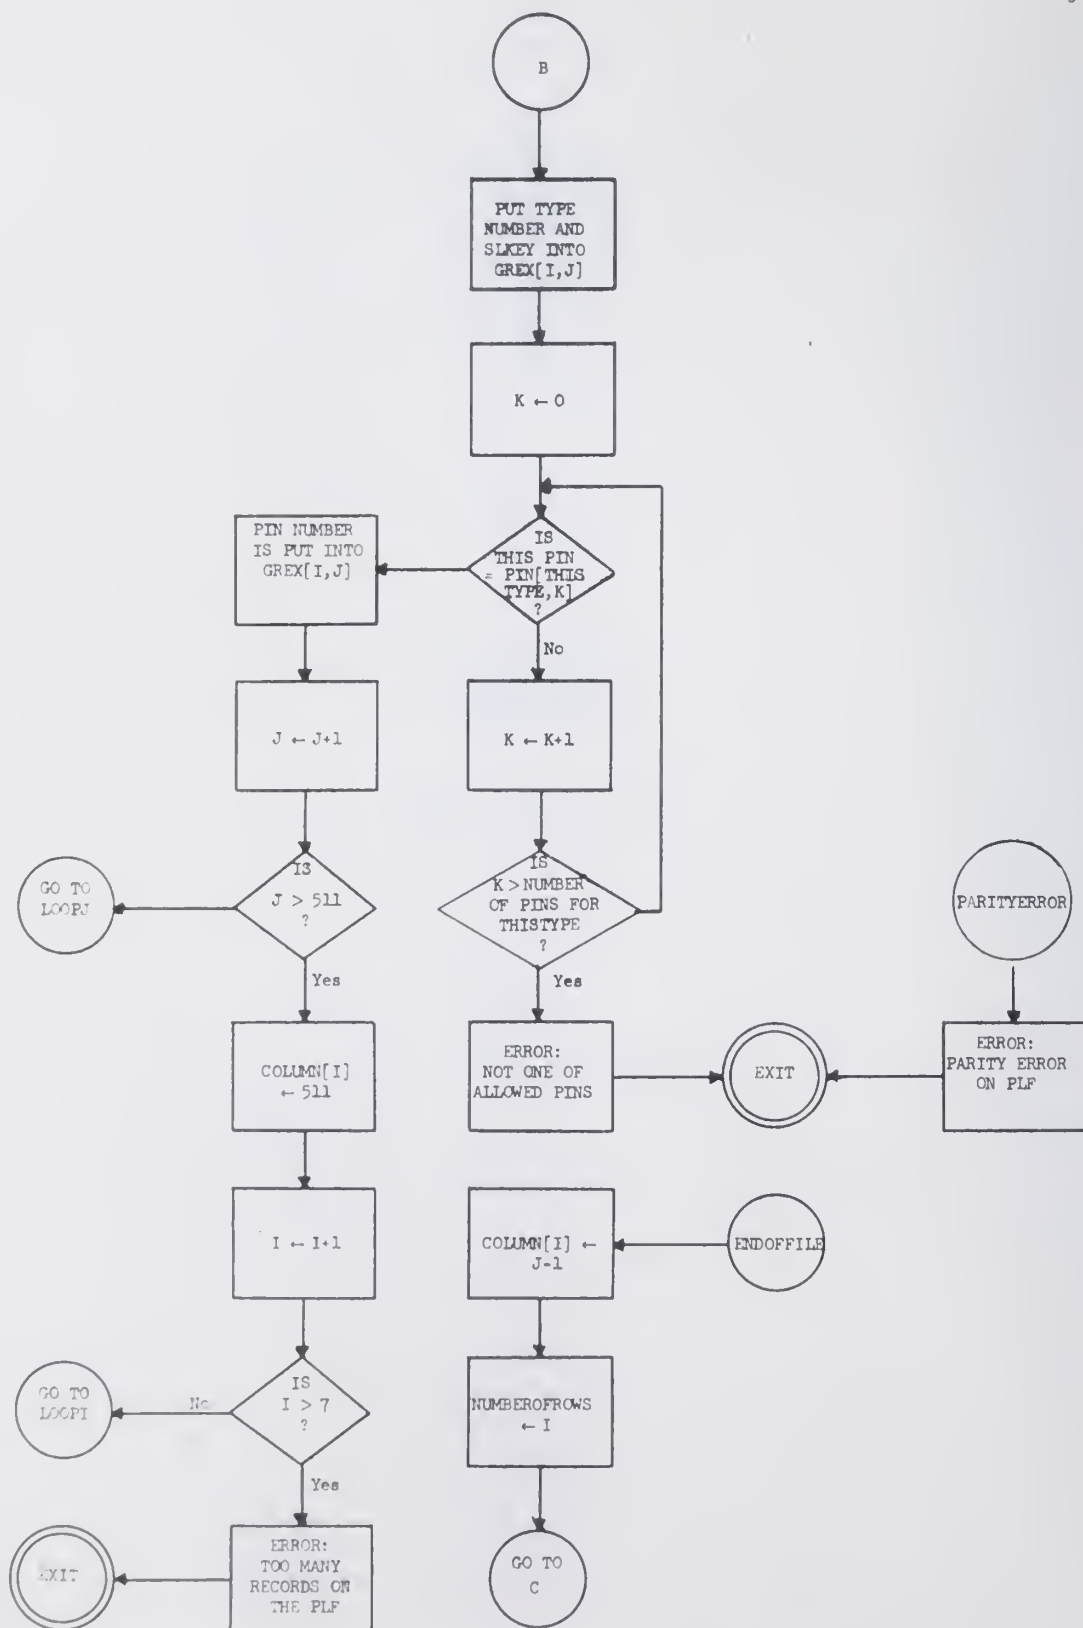 B
PUT TYPE
NUMBER AND
SLKEY INTO
GREX[I,J]
K ← 0
PIN NUMBER
IS PUT INTO
GREX[I,J]
IS
THIS PIN
= PIN[THIS
TYPE,K]
?
No
J ← J+1
K ← K+1
GO TO
LOOPJ
IS
J > 511
?
Yes
IS
K > NUMBER
OF PINS FOR
THISTYPE
?
Yes
PARITYERROR
COLUMN[I]
← 511
ERROR:
NOT ONE OF
ALLOWED PINS
EXIT
ERROR:
PARITY ERROR
ON PLF
I ← I+1
COLUMN[I] ←
J-1
ENDOFFILE
GO TO
LOOPI
No
IS
I > 7
?
Yes
NUMBEROFROWS
← I
EXIT
ERROR:
TOO MANY
RECORDS ON
THE PLF
GO TO
C